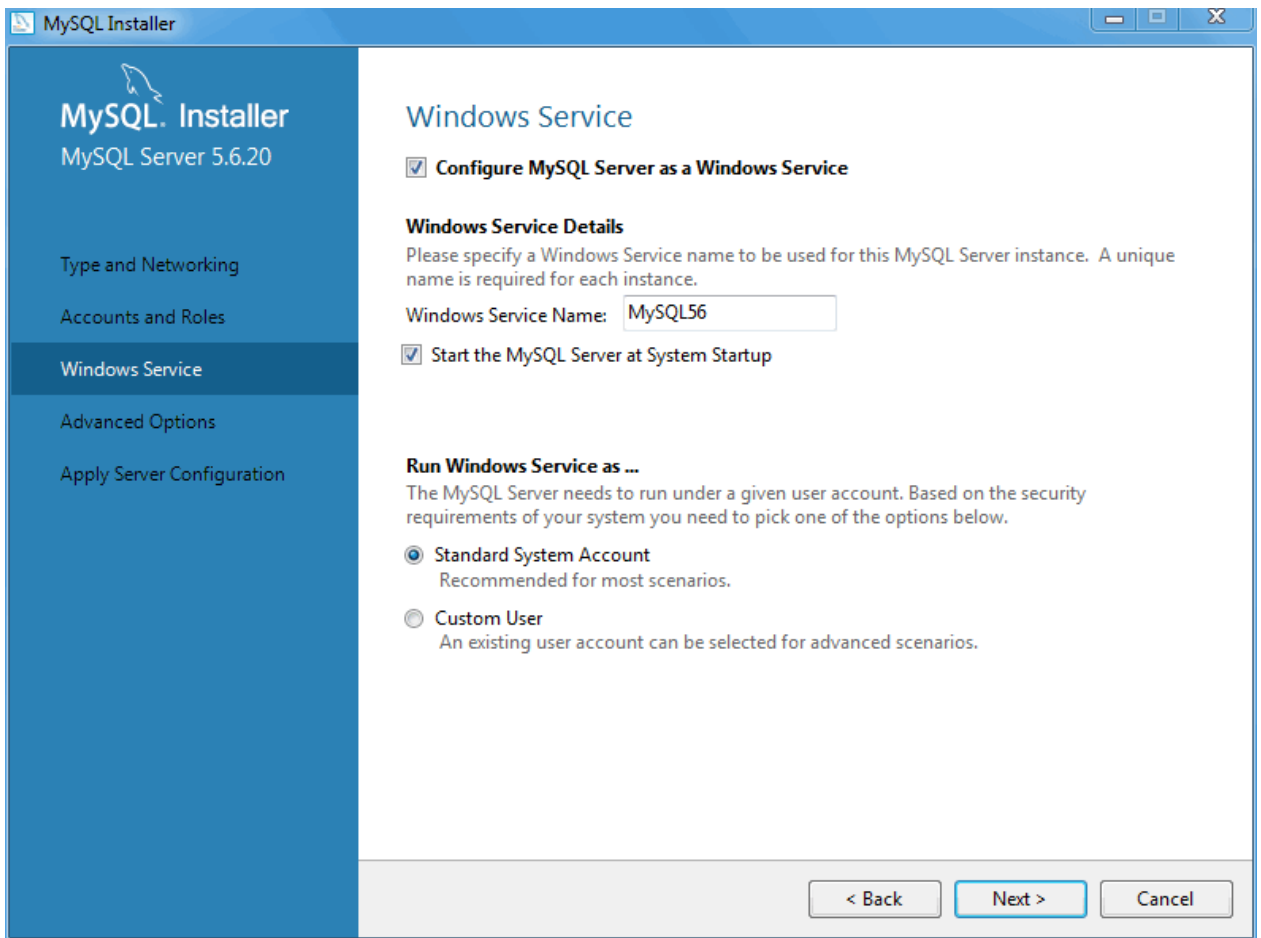 MySQL Installer
MySQL. Installer
MySQL Server 5.6.20
Type and Networking
Accounts and Roles
Windows Service
Advanced Options
Apply Server Configuration
Windows Service
Configure MySQL Server as a Windows Service
Windows Service Details
Please specify a Windows Service name to be used for this MySQL Server instance.  A unique
name is required for each instance.
Windows Service Name: MySQL56
Start the MySQL Server at System Startup
Run Windows Service as ...
The MySQL Server needs to run under a given user account. Based on the security
requirements of your system you need to pick one of the options below.
Standard System Account
Recommended for most scenarios.
Custom User
An existing user account can be selected for advanced scenarios.
< Back Next > Cancel